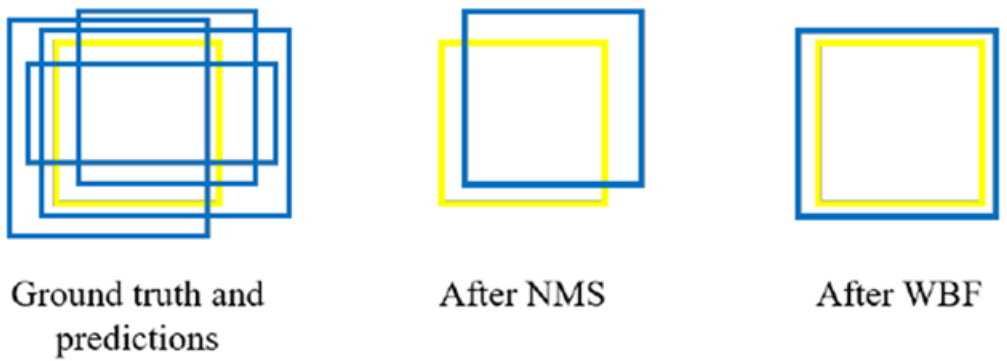 Ground truth and
predictions
After NMS
After WBF